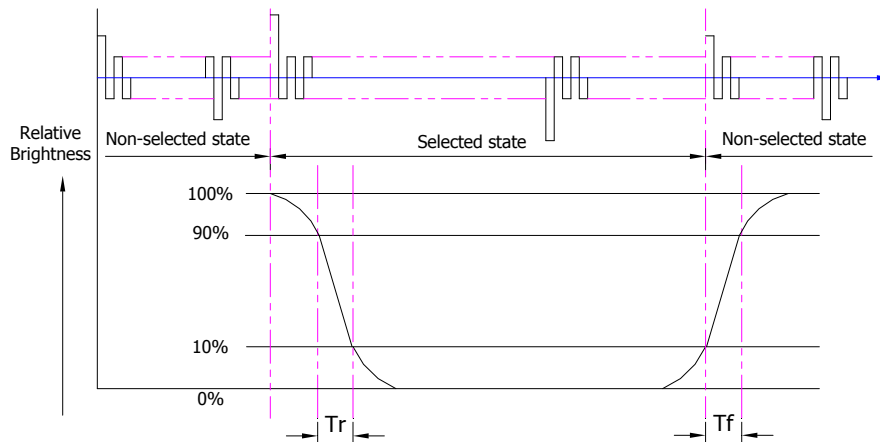 Relative
Brightness
Non-selected state
Selected state
Non-selected state
100%
90%
10%
0%
Tr
Tf